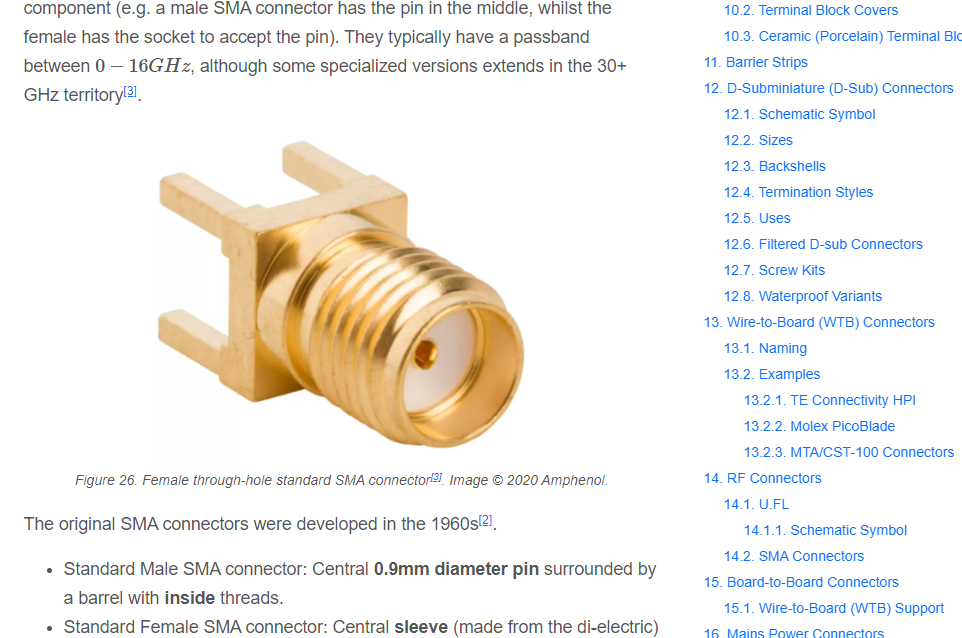 component (e.g. a male SMA connector has the pin in the middle, whilst the
female has the socket to accept the pin). They typically have a passband
between 0 − 16GHz, although some specialized versions extends in the 30+
GHz territory[3].
Figure 26. Female through-hole standard SMA connector[3]. Image © 2020 Amphenol.
The original SMA connectors were developed in the 1960s[2].
• Standard Male SMA connector: Central 0.9mm diameter pin surrounded by
a barrel with inside threads.
• Standard Female SMA connector: Central sleeve (made from the di-electric)
10.2. Terminal Block Covers
10.3. Ceramic (Porcelain) Terminal
11. Barrier Strips
12. D-Subminiature (D-Sub) Connectors
12.1. Schematic Symbol
12.2. Sizes
12.3. Backshells
12.4. Termination Styles
12.5. Uses
12.6. Filtered D-sub Connectors
12.7. Screw Kits
12.8. Waterproof Variants
13. Wire-to-Board (WTB) Connectors
13.1. Naming
13.2. Examples
13.2.1. TE Connectivity HPI
13.2.2. Molex PicoBlade
13.2.3. MTA/CST-100 Connectors
14. RF Connectors
14.1. U.FL
14.1.1. Schematic Symbol
14.2. SMA Connectors
15. Board-to-Board Connectors
15.1. Wire-to-Board (WTB) Support
16. Mains Power Connectors